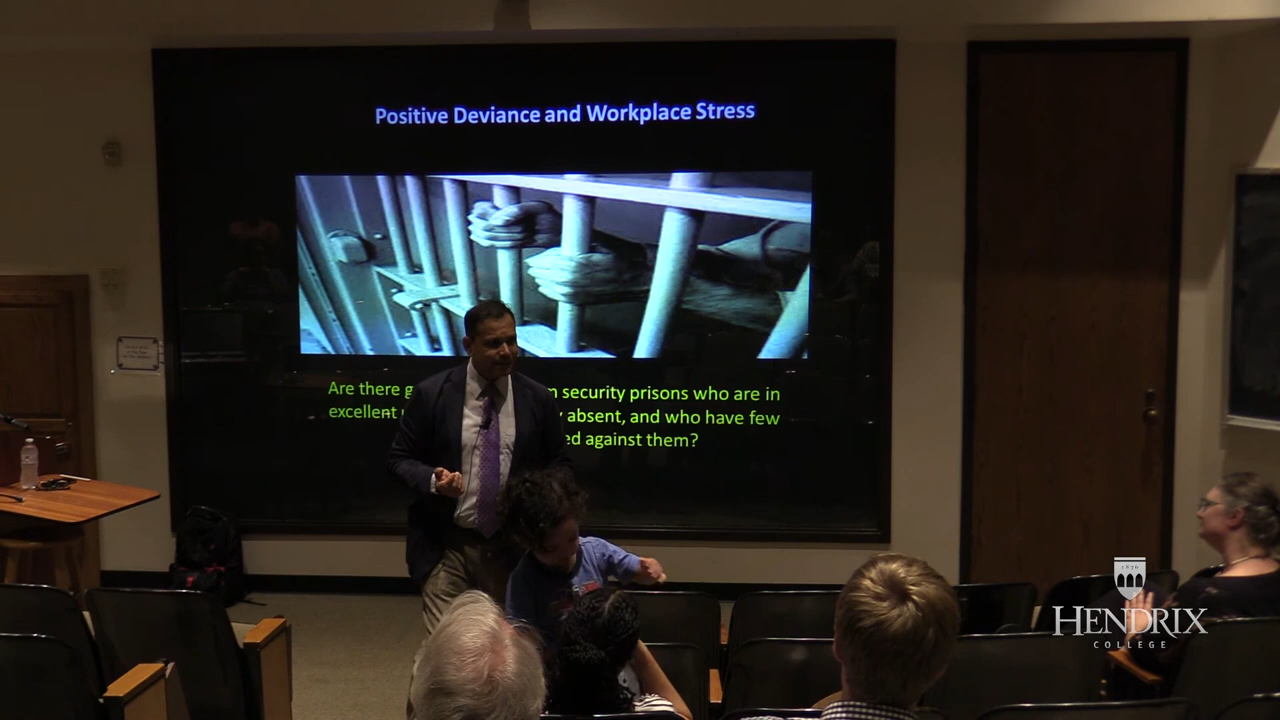 Positive Deviance and Workplace Stress
Are there security prisons who are in
excellent absent, and who have few
against them?
1876
HENDRIX
COLLEGE